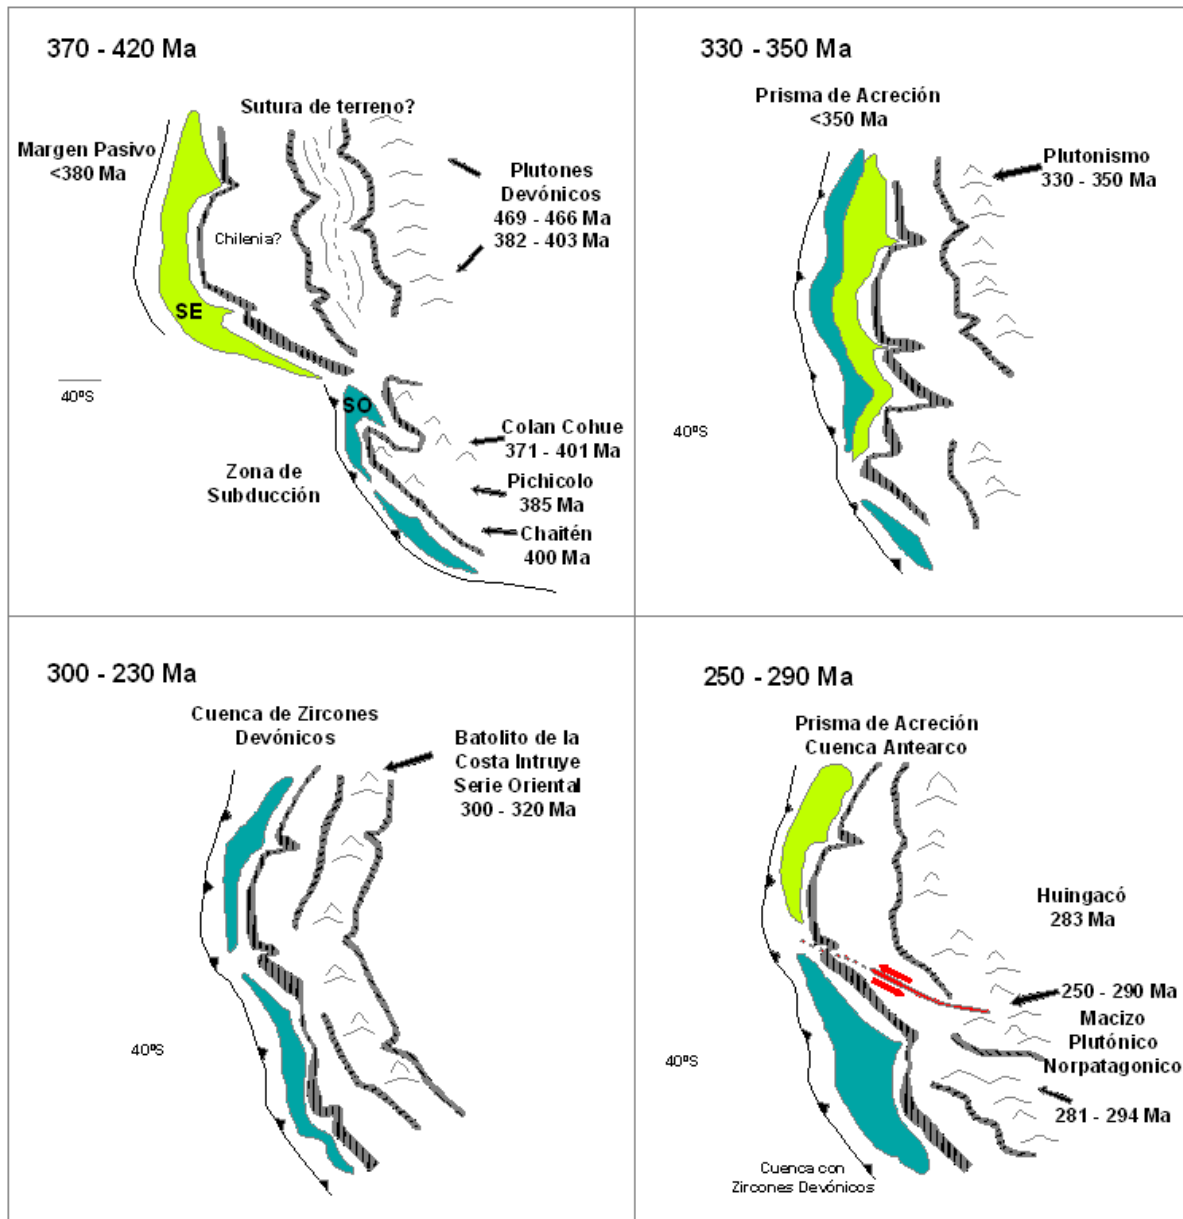 370 - 420 Ma
Sutura de terreno?
Margen Pasivo
<380 Ma
Plutones
Devónicos
469 - 466 Ma
382 - 403 Ma
Chilenia?
SE
40ºS
SO
Colan Cohue
371 - 401 Ma
Zona de
Subducción
Pichicolo
385 Ma
Chaitén
400 Ma
330 - 350 Ma
Prisma de Acreción
<350 Ma
Plutonismo
330 - 350 Ma
40ºS
300 - 230 Ma
Cuenca de Zircones
Devónicos
Batolito de la
Costa Intruye
Serie Oriental
300 - 320 Ma
40ºS
250 - 290 Ma
Prisma de Acreción
Cuenca Antearco
Huingacó
283 Ma
250 - 290 Ma
Macizo
Plutónico
Norpatagonico
40ºS
281 - 294 Ma
Cuenca con
Zircones Devónicos